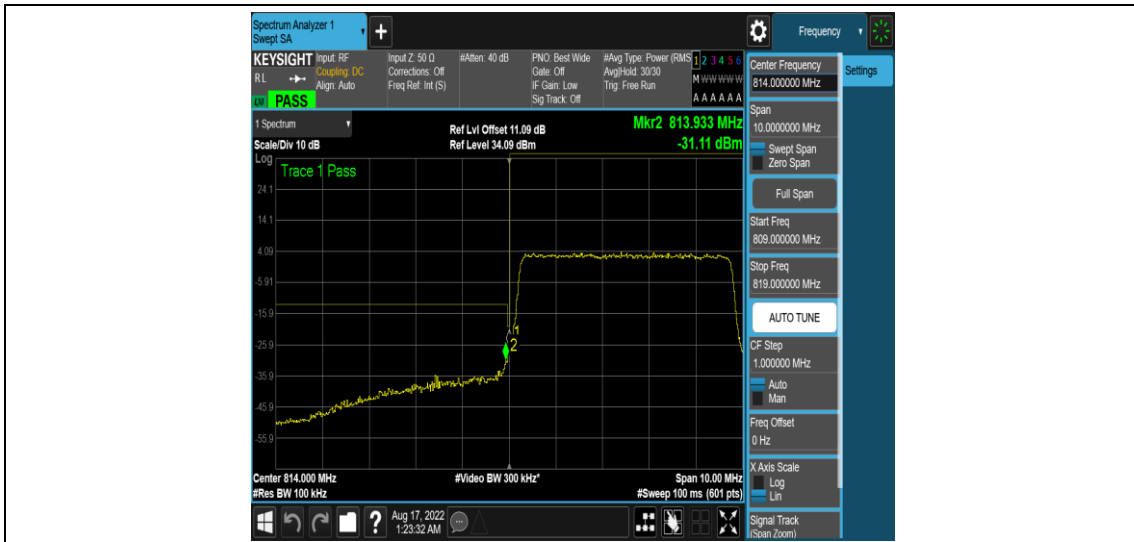 Spectrum Analyzer 1
Swept SA
+
Frequency
KEYSIGHT
RL
LXI
PASS
Input: RF
Coupling: DC
Align: Auto
Input Z: 50 Ω
Corrections: Off
Freq Ref: Int (S)
#Atten: 40 dB
PNO: Best Wide
Gate: Off
IF Gain: Low
Sig Track: Off
#Avg Type: Power (RMS
Avg|Hold: 30/30
Trig: Free Run
1 2 3 4 5 6
M W W W W W
A A A A A A
1 Spectrum
Scale/Div 10 dB
Ref Lvl Offset 11.09 dB
Ref Level 34.09 dBm
Mkr2 813.933 MHz
-31.11 dBm
Log
Trace 1 Pass
24.1
14.1
4.09
-5.91
-15.9
-25.9
-35.9
-45.9
-55.9
1
2
Center 814.000 MHz
#Res BW 100 kHz
#Video BW 300 kHz*
Span 10.00 MHz
#Sweep 100 ms (601 pts)
Center Frequency
814.000000 MHz
Settings
Span
10.0000000 MHz
Swept Span
Zero Span
Full Span
Start Freq
809.000000 MHz
Stop Freq
819.000000 MHz
AUTO TUNE
CF Step
1.000000 MHz
Auto
Man
Freq Offset
0 Hz
X Axis Scale
Log
Lin
Signal Track
(Span Zoom)
?
Aug 17, 2022
1:23:32 AM